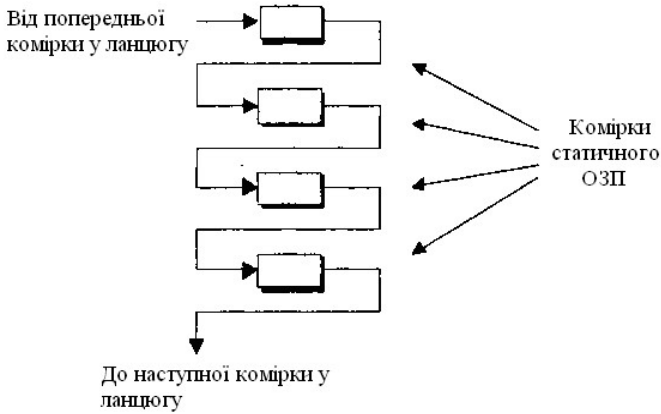 Від попередньої
комірки у ланцюгу
Комірки
статичного
ОЗП
До наступної комірки у
ланцюгу